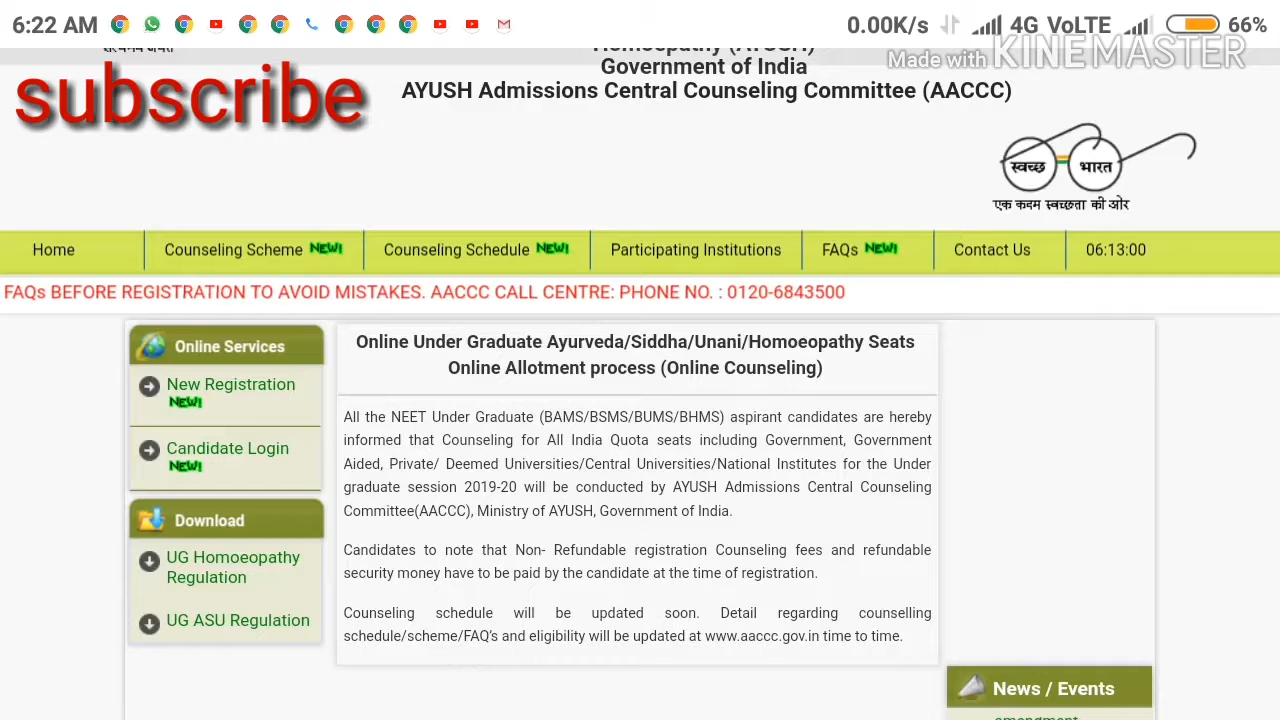 6:22 AM 0.00K/s 4G VoLTE 66%
Made with KINEMASTER
Homeopathy (AYUSH)
Government of India
subscribe
AYUSH Admissions Central Counseling Committee (AACCC)
स्वच्छ भारत
एक कदम स्वच्छता की ओर
Home Counseling Scheme NEW! Counseling Schedule NEW! Participating Institutions FAQs NEW! Contact Us 06:13:00
FAQs BEFORE REGISTRATION TO AVOID MISTAKES. AACCC CALL CENTRE: PHONE NO. : 0120-6843500
Online Services
New Registration
NEW!
Candidate Login
NEW!
Download
UG Homoeopathy
Regulation
UG ASU Regulation
Online Under Graduate Ayurveda/Siddha/Unani/Homoeopathy Seats
Online Allotment process (Online Counseling)
All the NEET Under Graduate (BAMS/BSMS/BUMS/BHMS) aspirant candidates are hereby
informed that Counseling for All India Quota seats including Government, Government
Aided, Private/ Deemed Universities/Central Universities/National Institutes for the Under
graduate session 2019-20 will be conducted by AYUSH Admissions Central Counseling
Committee(AACCC), Ministry of AYUSH, Government of India.
Candidates to note that Non- Refundable registration Counseling fees and refundable
security money have to be paid by the candidate at the time of registration.
Counseling schedule will be updated soon. Detail regarding counselling
schedule/scheme/FAQ's and eligibility will be updated at www.aaccc.gov.in time to time.
News / Events
amendment